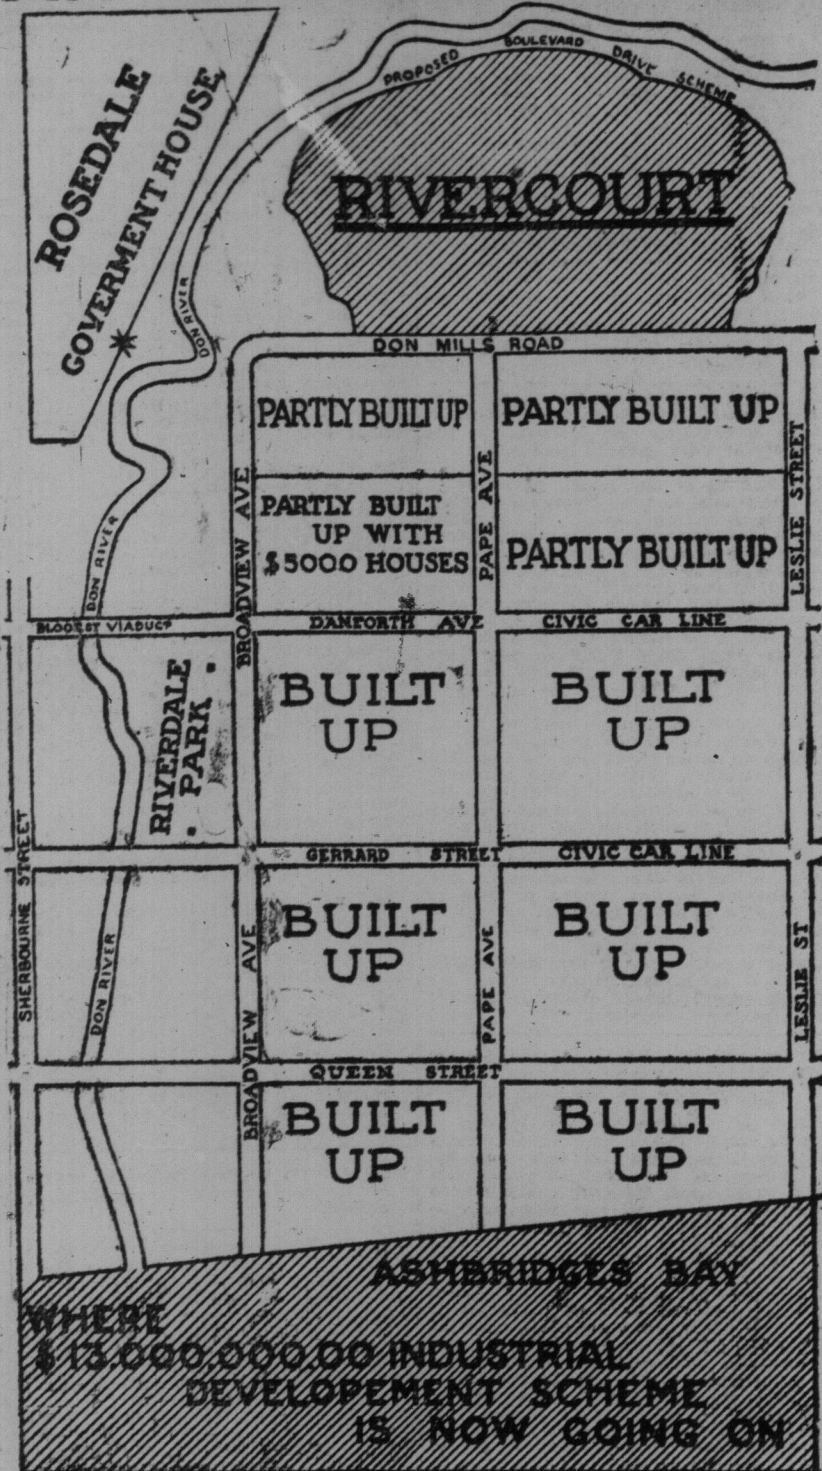 PROPOSED BOULEVARD DRIVE SCHEME
ROSEDALE
GOVERMENT HOUSE
RIVERCOURT
DON RIVER
DON MILLS ROAD
PARTLY BUILT UP
PARTLY BUILT UP
BROADVIEW AVE
PAPE AVE
LESLIE STREET
PARTLY BUILT
UP WITH
$5000 HOUSES
PARTLY BUILT UP
DON RIVER
BLOOR ST VIADUCT
DANFORTH AVE
CIVIC CAR LINE
RIVERDALE
PARK
BUILT
UP
BUILT
UP
SHERBOURNE STREET
GERRARD STREET
CIVIC CAR LINE
DON RIVER
BROADVIEW AVE
BUILT
UP
PAPE AVE
BUILT
UP
LESLIE ST
QUEEN STREET
BUILT
UP
BUILT
UP
ASHBRIDGES BAY
WHERE
$13.000.000.00 INDUSTRIAL
DEVELOPEMENT SCHEME
IS NOW GOING ON